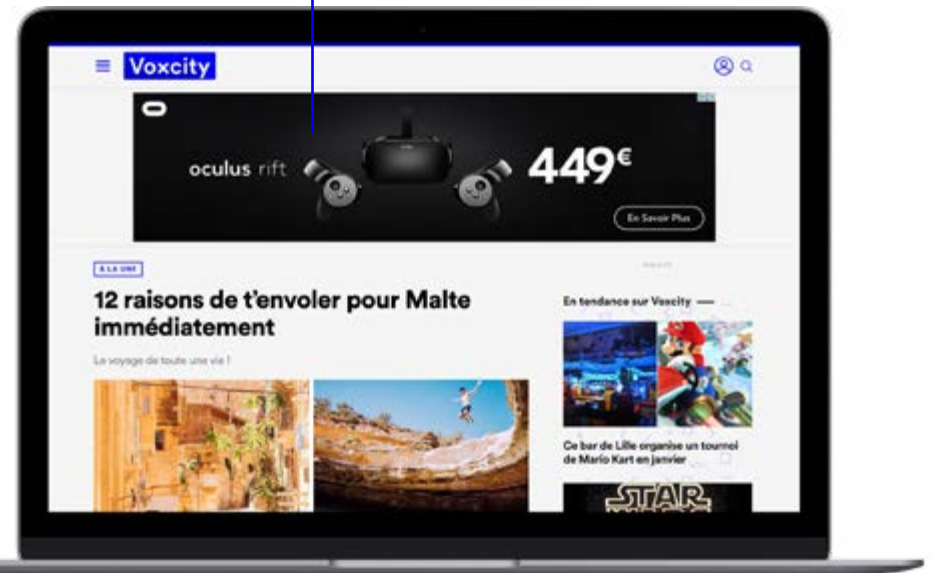 Voxcity
oculus rift
449€
En Savoir Plus
À LA UNE
12 raisons de t'envoler pour Malte
immédiatement
Le voyage de toute une vie !
En tendance sur Voxcity
Ce bar de Lille organise un tournoi
de Mario Kart en janvier
STAR